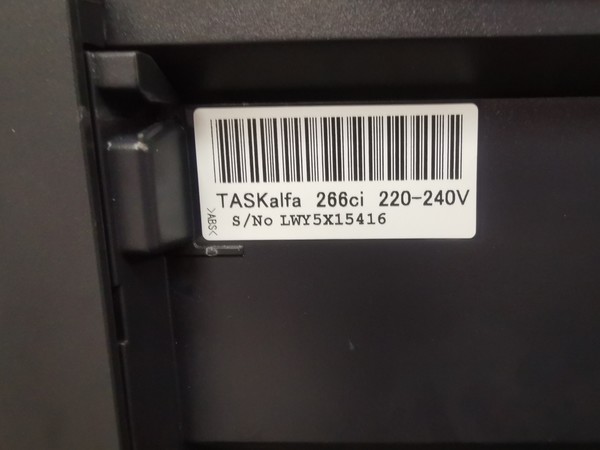 TASKalfa 266ci 220-240V
S/No LWY5X15416
>ABS<